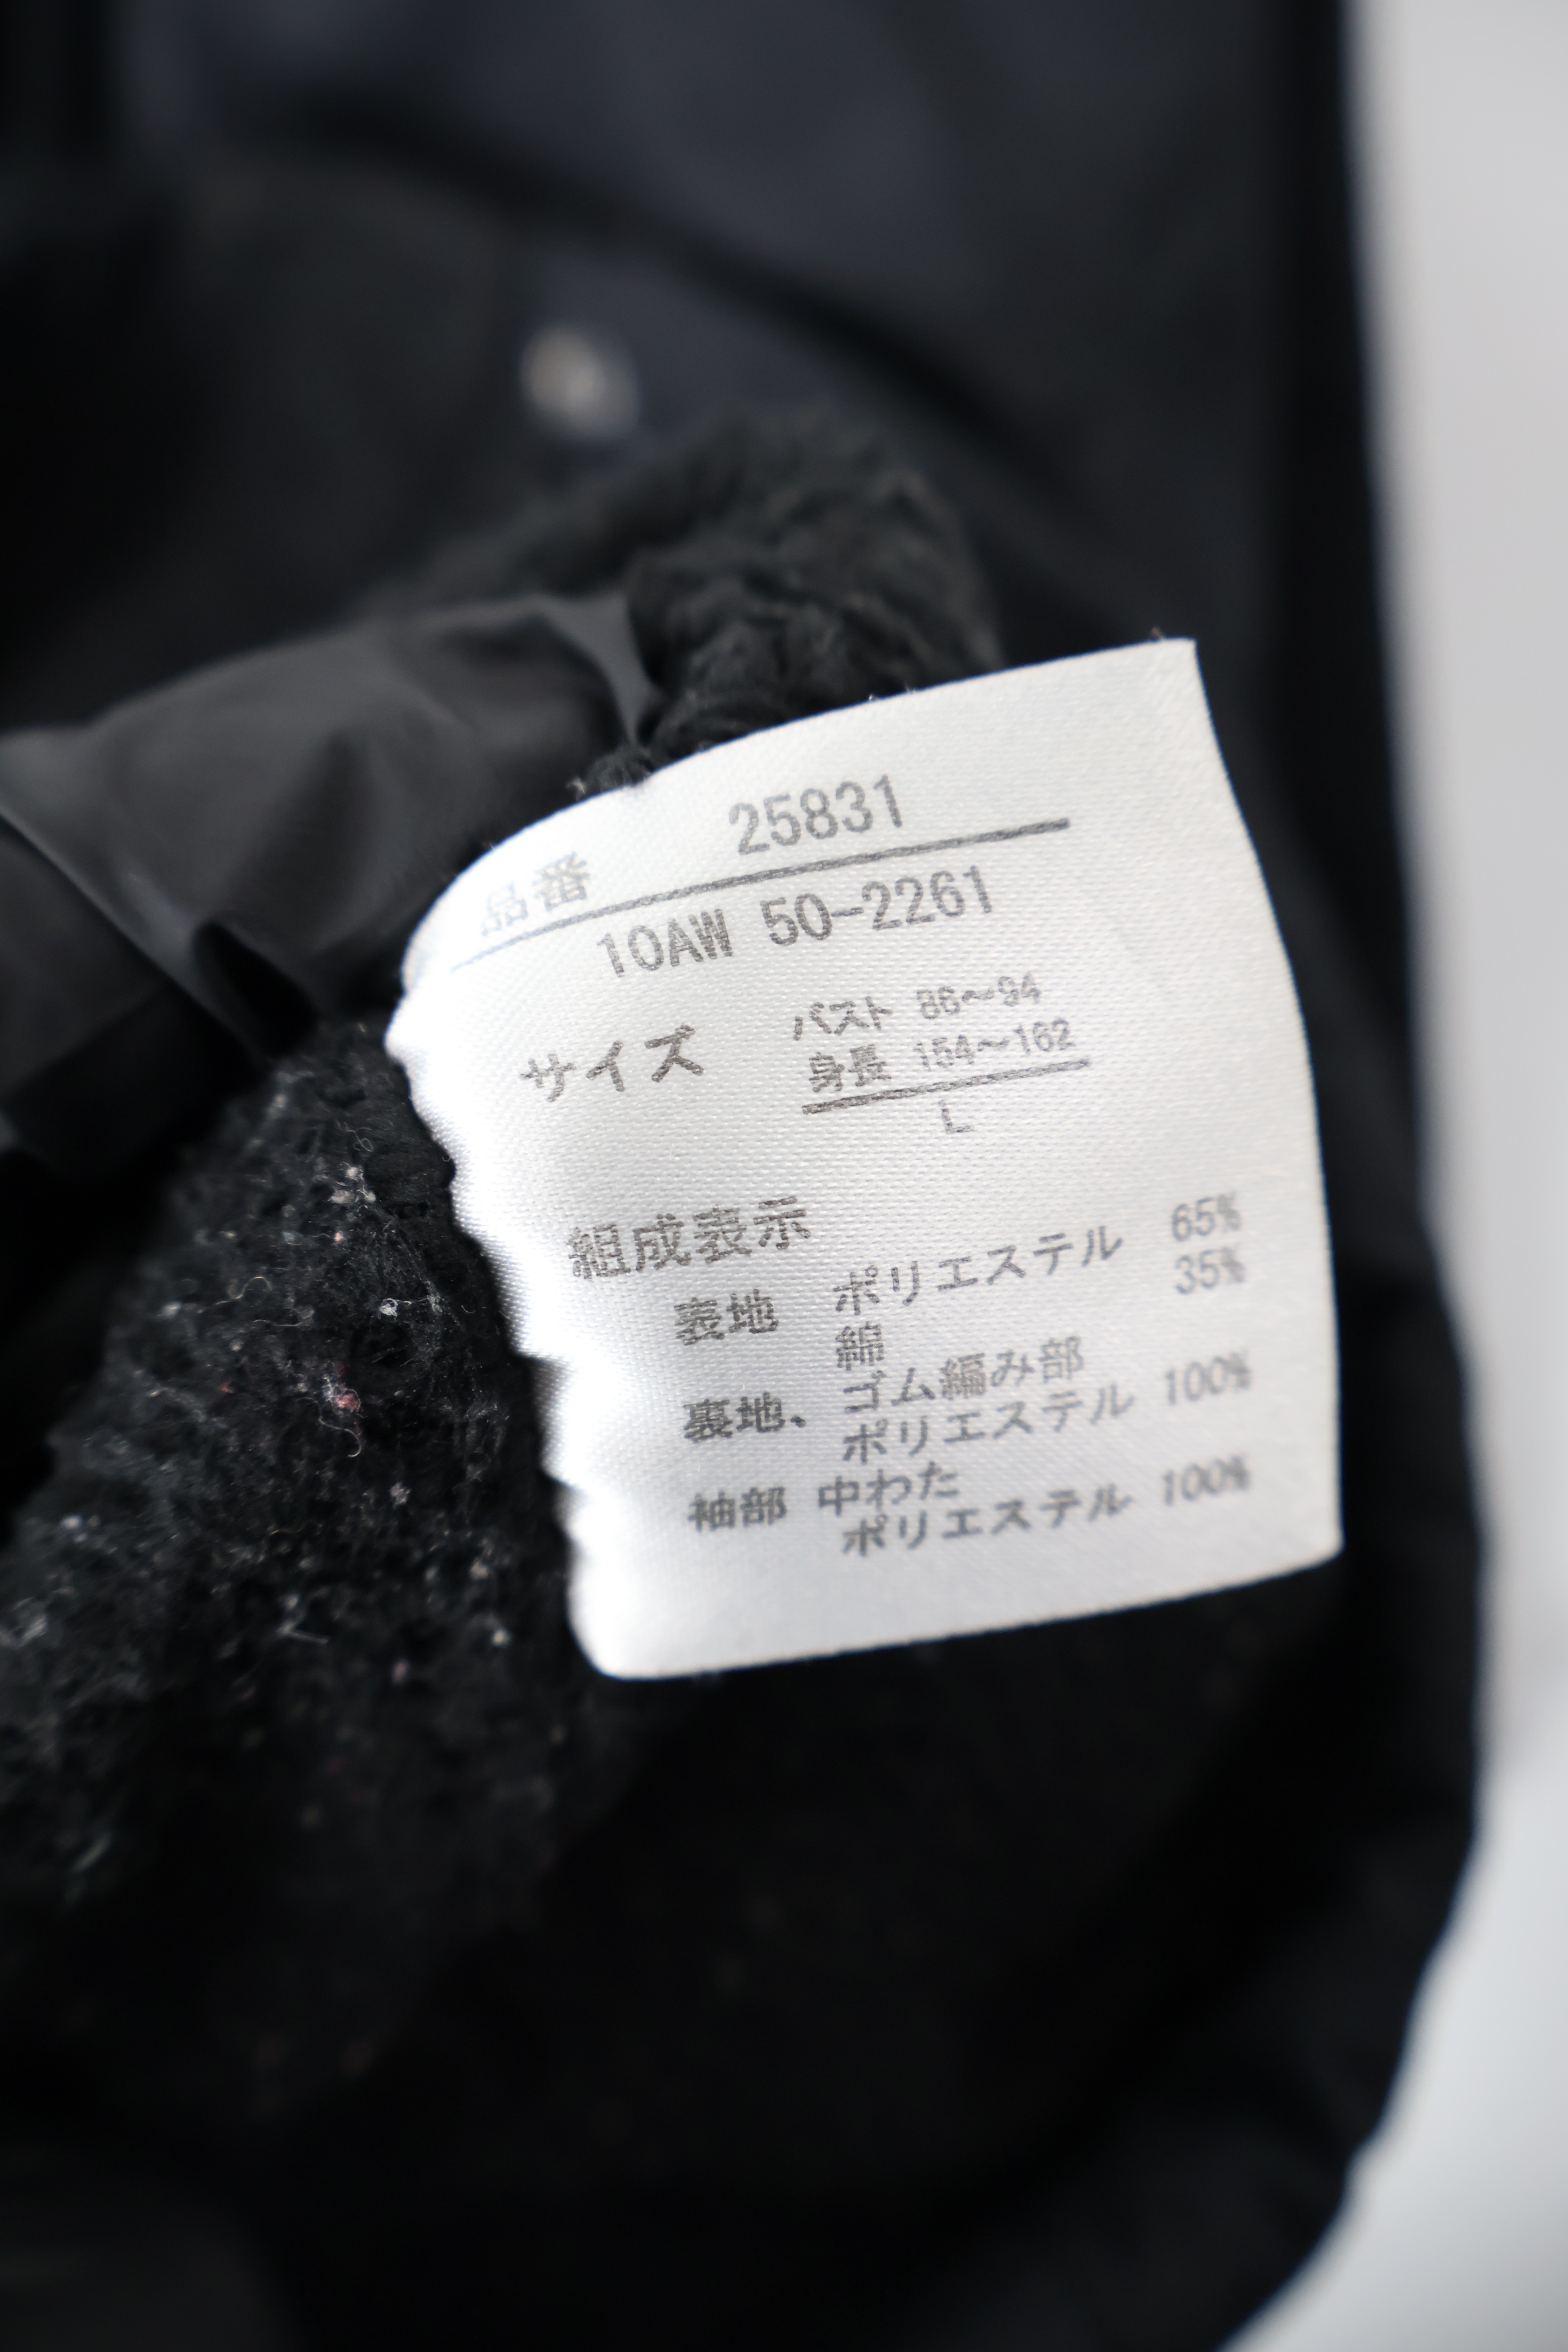 品番 25831
10AW 50-2261
サイズ バスト 86～94
身長 154～162
L
組成表示
表地 ポリエステル 65%
綿 35%
裏地、ゴム編み部
ポリエステル 100%
袖部 中わた
ポリエステル 100%